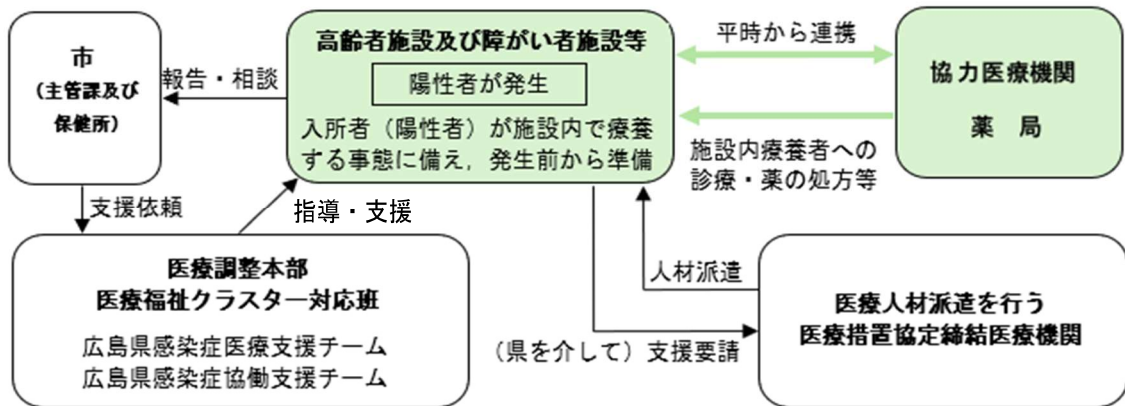 市
(主管課及び
保健所)
報告・相談
高齢者施設及び障がい者施設等
陽性者が発生
入所者（陽性者）が施設内で療養
する事態に備え，発生前から準備
平時から連携
協力医療機関
薬　局
施設内療養者への
診療・薬の処方等
支援依頼
指導・支援
医療調整本部
医療福祉クラスター対応班
広島県感染症医療支援チーム
広島県感染症協働支援チーム
人材派遣
（県を介して）支援要請
医療人材派遣を行う
医療措置協定締結医療機関